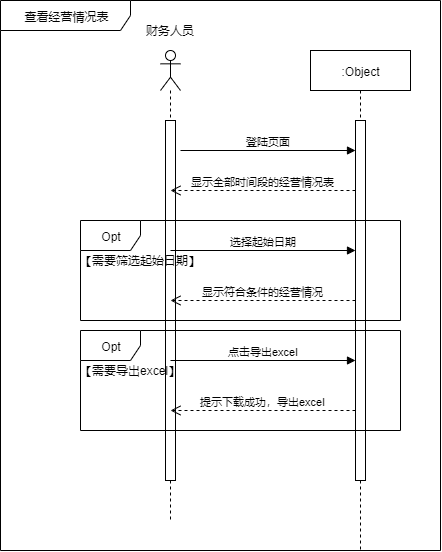 查看经营情况表
财务人员
:Object
登陆页面
显示全部时间段的经营情况表
Opt
选择起始日期
【需要筛选起始日期】
显示符合条件的经营情况
Opt
点击导出excel
【需要导出excel】
提示下载成功，导出excel